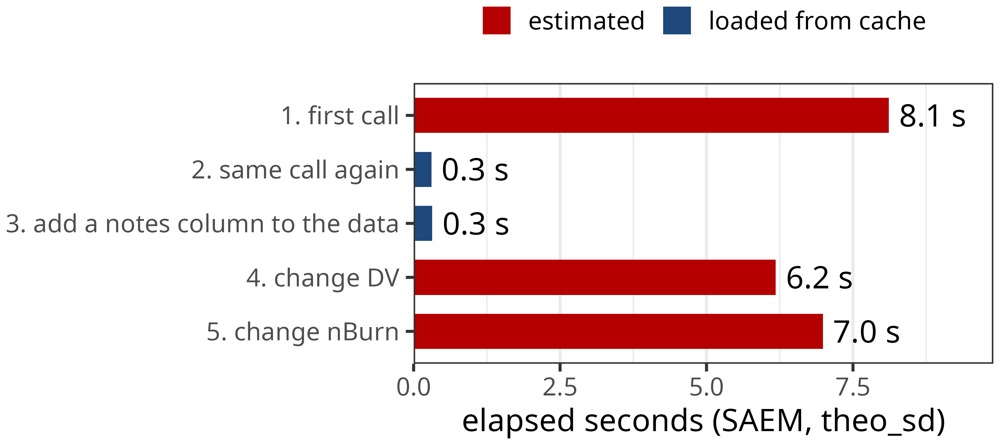 estimated loaded from cache
1. first call 8.1 s
2. same call again 0.3 s
3. add a notes column to the data 0.3 s
4. change DV 6.2 s
5. change nBurn 7.0 s
0.0 2.5 5.0 7.5
elapsed seconds (SAEM, theo_sd)